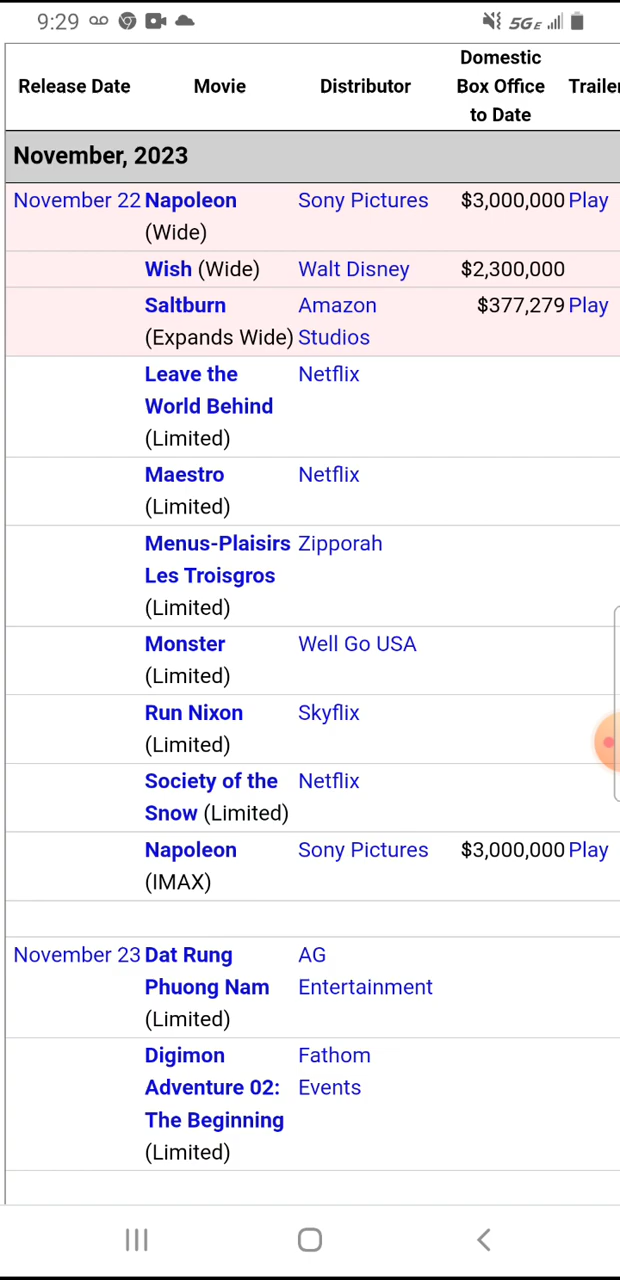 9:29 5GE
Domestic
Release Date Movie Distributor Box Office Trailer
to Date
November, 2023
November 22 Napoleon Sony Pictures $3,000,000 Play
(Wide)
Wish (Wide) Walt Disney $2,300,000
Saltburn Amazon $377,279 Play
(Expands Wide) Studios
Leave the Netflix
World Behind
(Limited)
Maestro Netflix
(Limited)
Menus-Plaisirs Zipporah
Les Troisgros
(Limited)
Monster Well Go USA
(Limited)
Run Nixon Skyflix
(Limited)
Society of the Netflix
Snow (Limited)
Napoleon Sony Pictures $3,000,000 Play
(IMAX)
November 23 Dat Rung AG
Phuong Nam Entertainment
(Limited)
Digimon Fathom
Adventure 02: Events
The Beginning
(Limited)